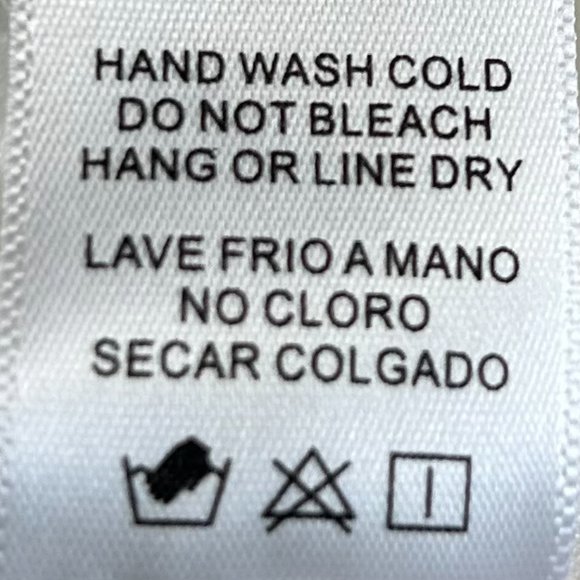 HAND WASH COLD
DO NOT BLEACH
HANG OR LINE DRY
LAVE FRIO A MANO
NO CLORO
SECAR COLGADO